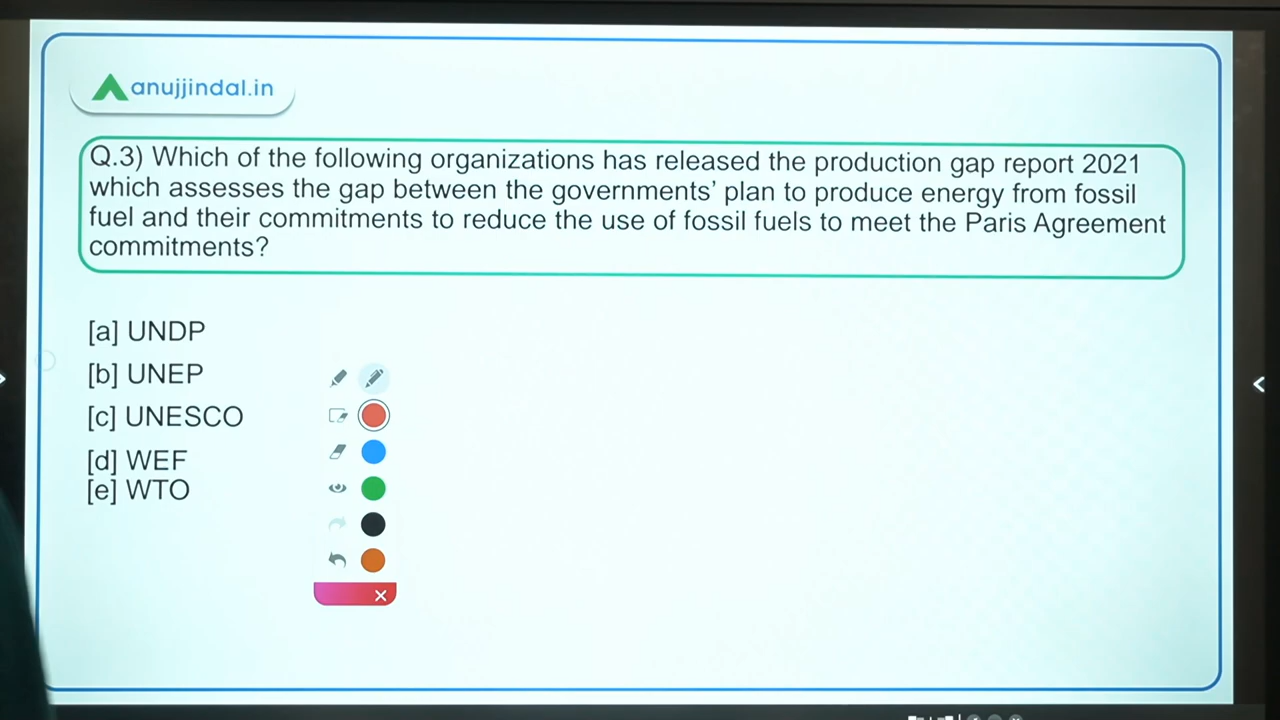 anujjindal.in
Q.3) Which of the following organizations has released the production gap report 2021
which assesses the gap between the governments' plan to produce energy from fossil
fuel and their commitments to reduce the use of fossil fuels to meet the Paris Agreement
commitments?
[a] UNDP
[b] UNEP
[c] UNESCO
[d] WEF
[e] WTO